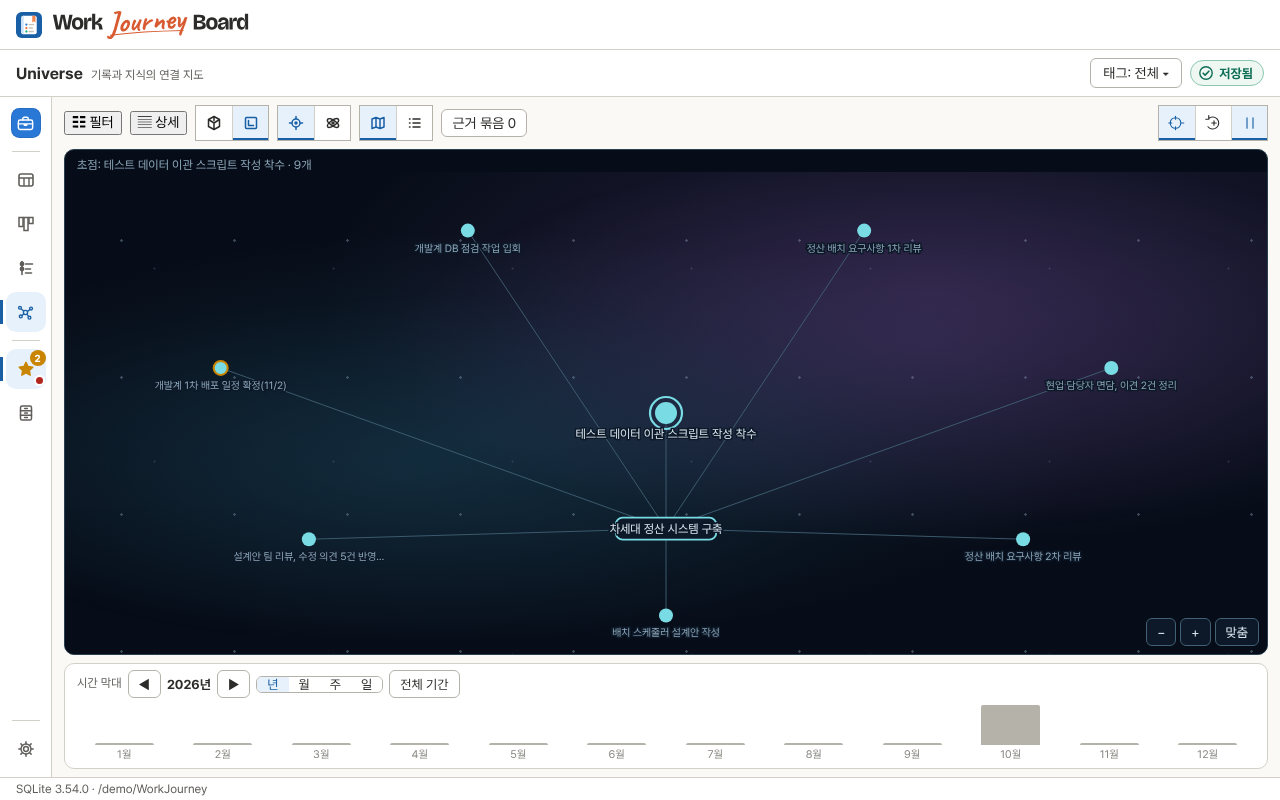 Work Journey Board
Universe 기록과 지식의 연결 지도
태그: 전체
저장됨
필터
상세
근거 묶음 0
2
초점: 테스트 데이터 이관 스크립트 작성 착수 · 9개
개발계 DB 점검 작업 입회
정산 배치 요구사항 1차 리뷰
개발계 1차 배포 일정 확정(11/2)
현업 담당자 면담, 이견 2건 정리
테스트 데이터 이관 스크립트 작성 착수
차세대 정산 시스템 구축
설계안 팀 리뷰, 수정 의견 5건 반영...
정산 배치 요구사항 2차 리뷰
배치 스케줄러 설계안 작성
− + 맞춤
시간 막대 ◀ 2026년 ▶ 년 월 주 일 전체 기간
1월 2월 3월 4월 5월 6월 7월 8월 9월 10월 11월 12월
SQLite 3.54.0 · /demo/WorkJourney